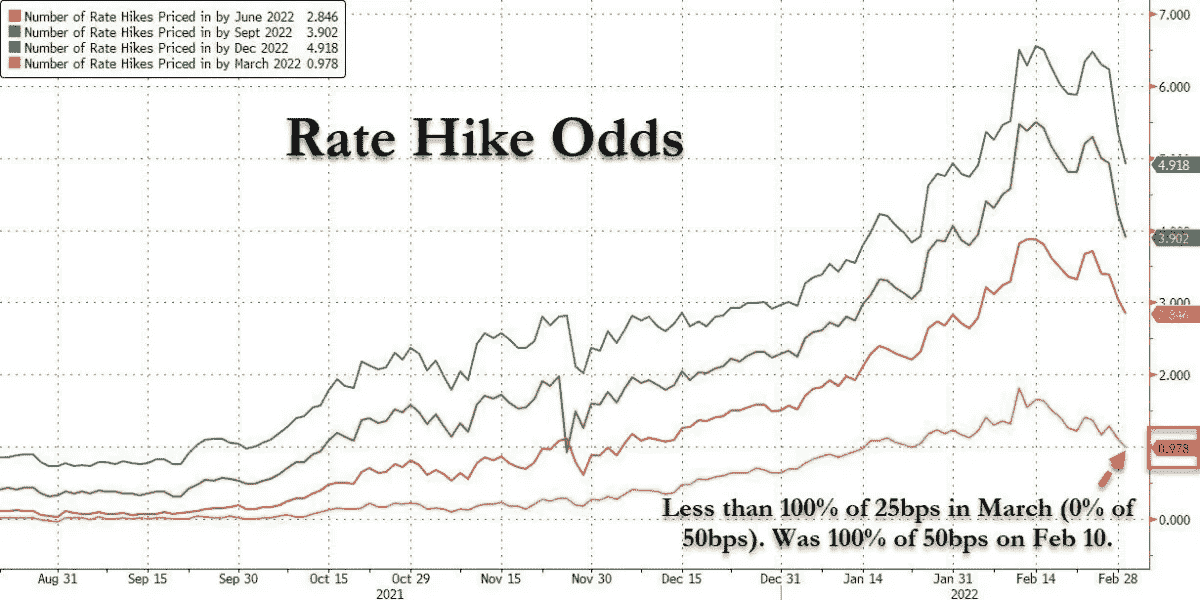 Number of Rate Hikes Priced in by June 2022 2.846
Number of Rate Hikes Priced in by Sept 2022 3.902
Number of Rate Hikes Priced in by Dec 2022 4.918
Number of Rate Hikes Priced in by March 2022 0.978
Rate Hike Odds
7.000
6.000
4.918
3.902
3.000
2.846
2.000
0.978
0.000
Less than 100% of 25bps in March (0% of
50bps). Was 100% of 50bps on Feb 10.
Aug 31 Sep 15 Sep 30 Oct 15 Oct 29 Nov 15 Nov 30 Dec 15 Dec 31 Jan 14 Jan 31 Feb 14 Feb 28
2021 2022